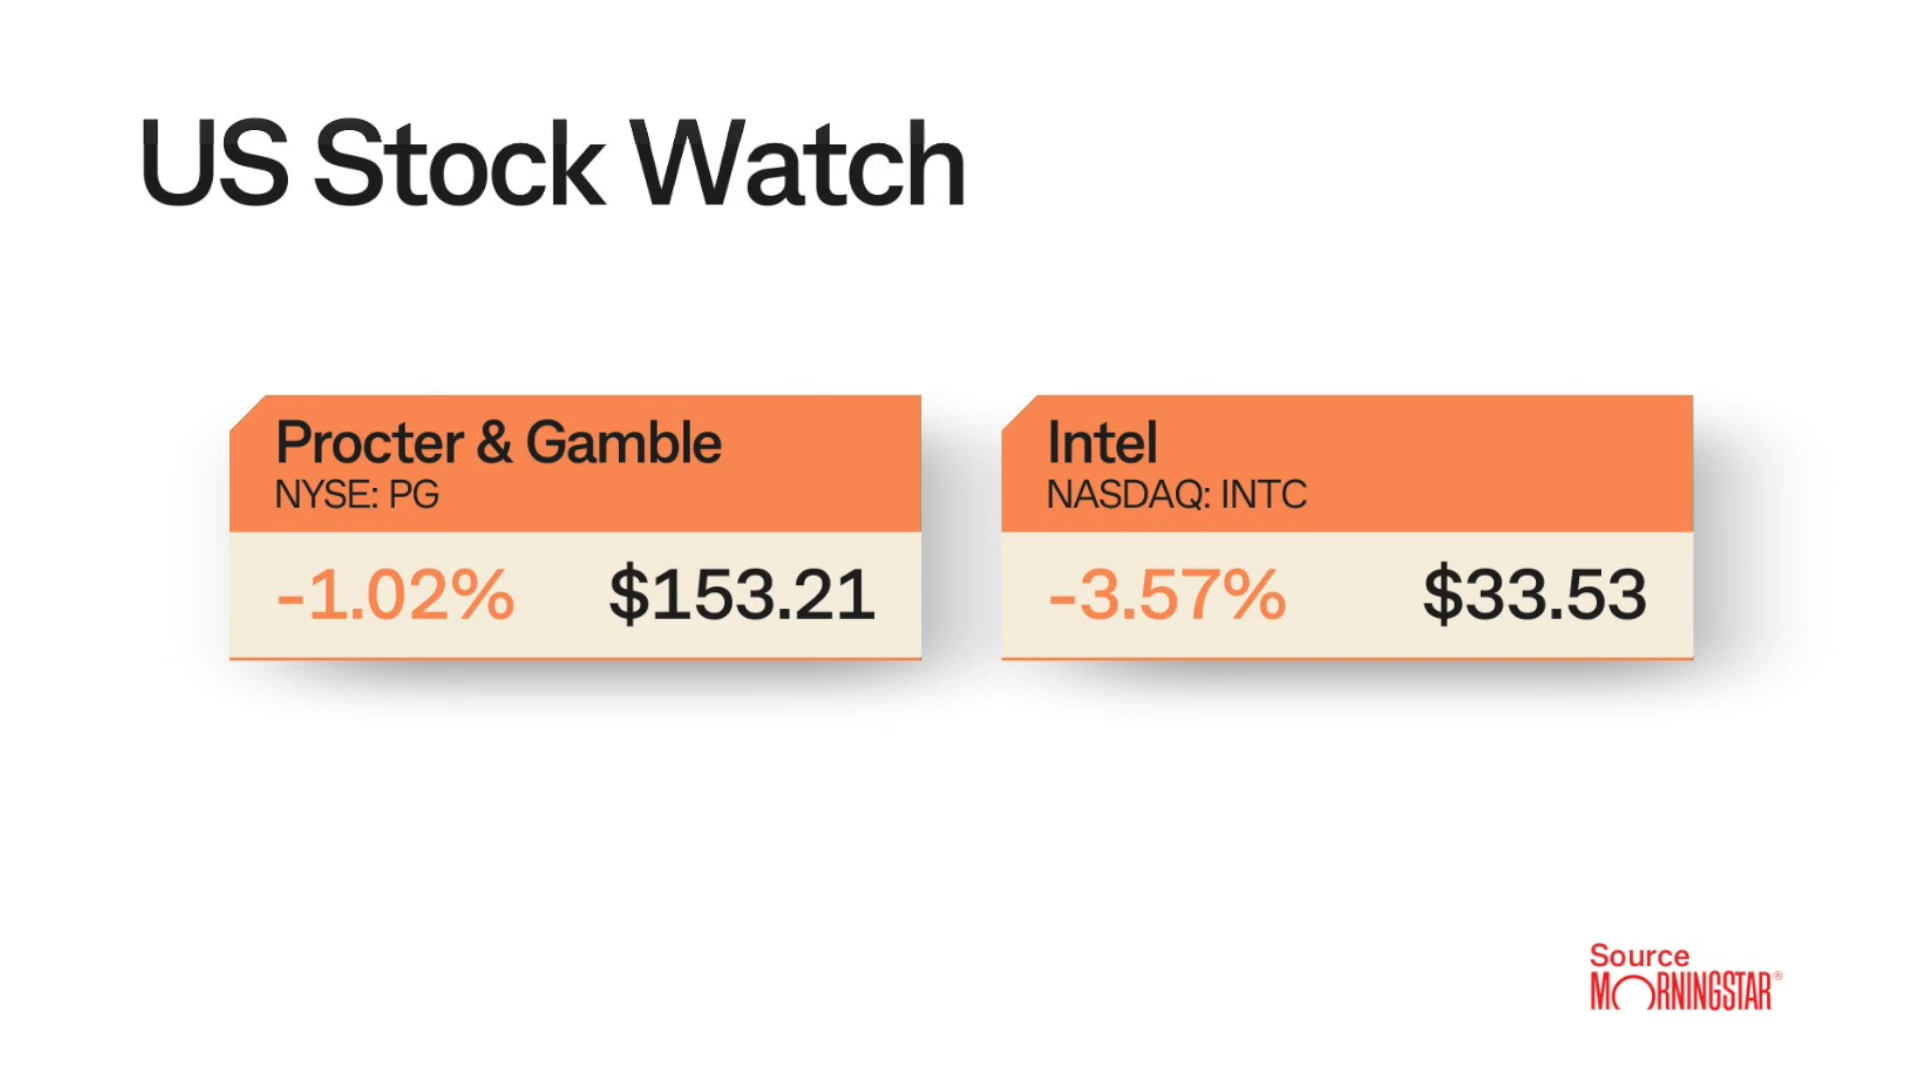 US Stock Watch
Procter & Gamble
NYSE: PG
-1.02% $153.21
Intel
NASDAQ: INTC
-3.57% $33.53
Source
MORNINGSTAR®